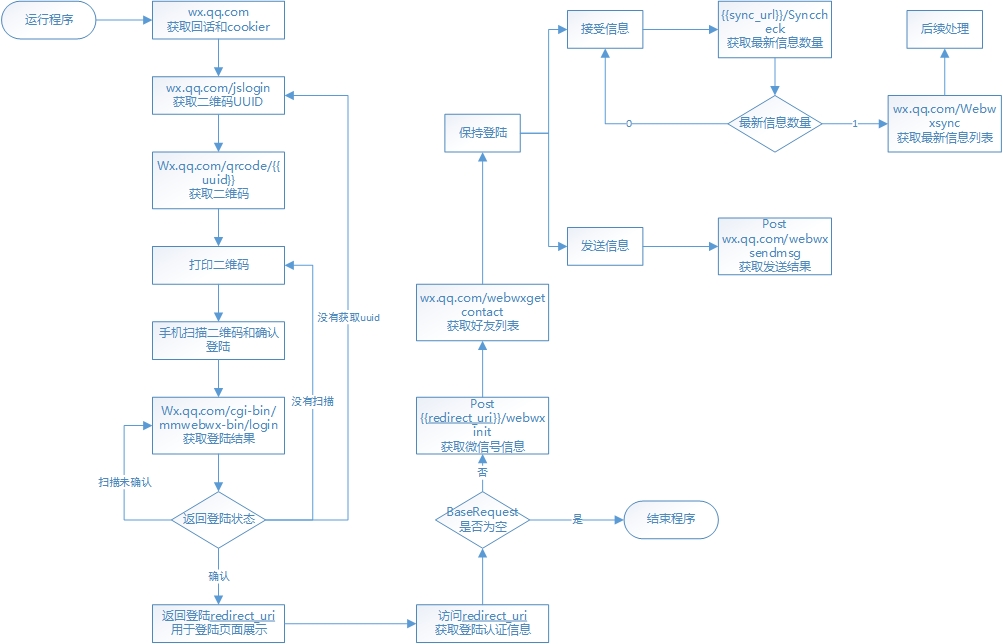 运行程序
wx.qq.com
获取回话和cookier
wx.qq.com/jslogin
获取二维码UUID
Wx.qq.com/qrcode/{{
uuid}}
获取二维码
打印二维码
没有获取uuid
手机扫描二维码和确认
登陆
没有扫描
Wx.qq.com/cgi-bin/
mmwebwx-bin/login
获取登陆结果
扫描未确认
返回登陆状态
确认
返回登陆redirect_uri
用于登陆页面展示
访问redirect_uri
获取登陆认证信息
BaseRequest
是否为空
是
结束程序
否
Post
{{redirect_uri}}/webwx
init
获取微信号信息
wx.qq.com/webwxget
contact
获取好友列表
保持登陆
接受信息
{{sync_url}}/Syncch
eck
获取最新信息数量
最新信息数量
0
1
wx.qq.com/Webw
xsync
获取最新信息列表
后续处理
发送信息
Post
wx.qq.com/webwx
sendmsg
获取发送结果